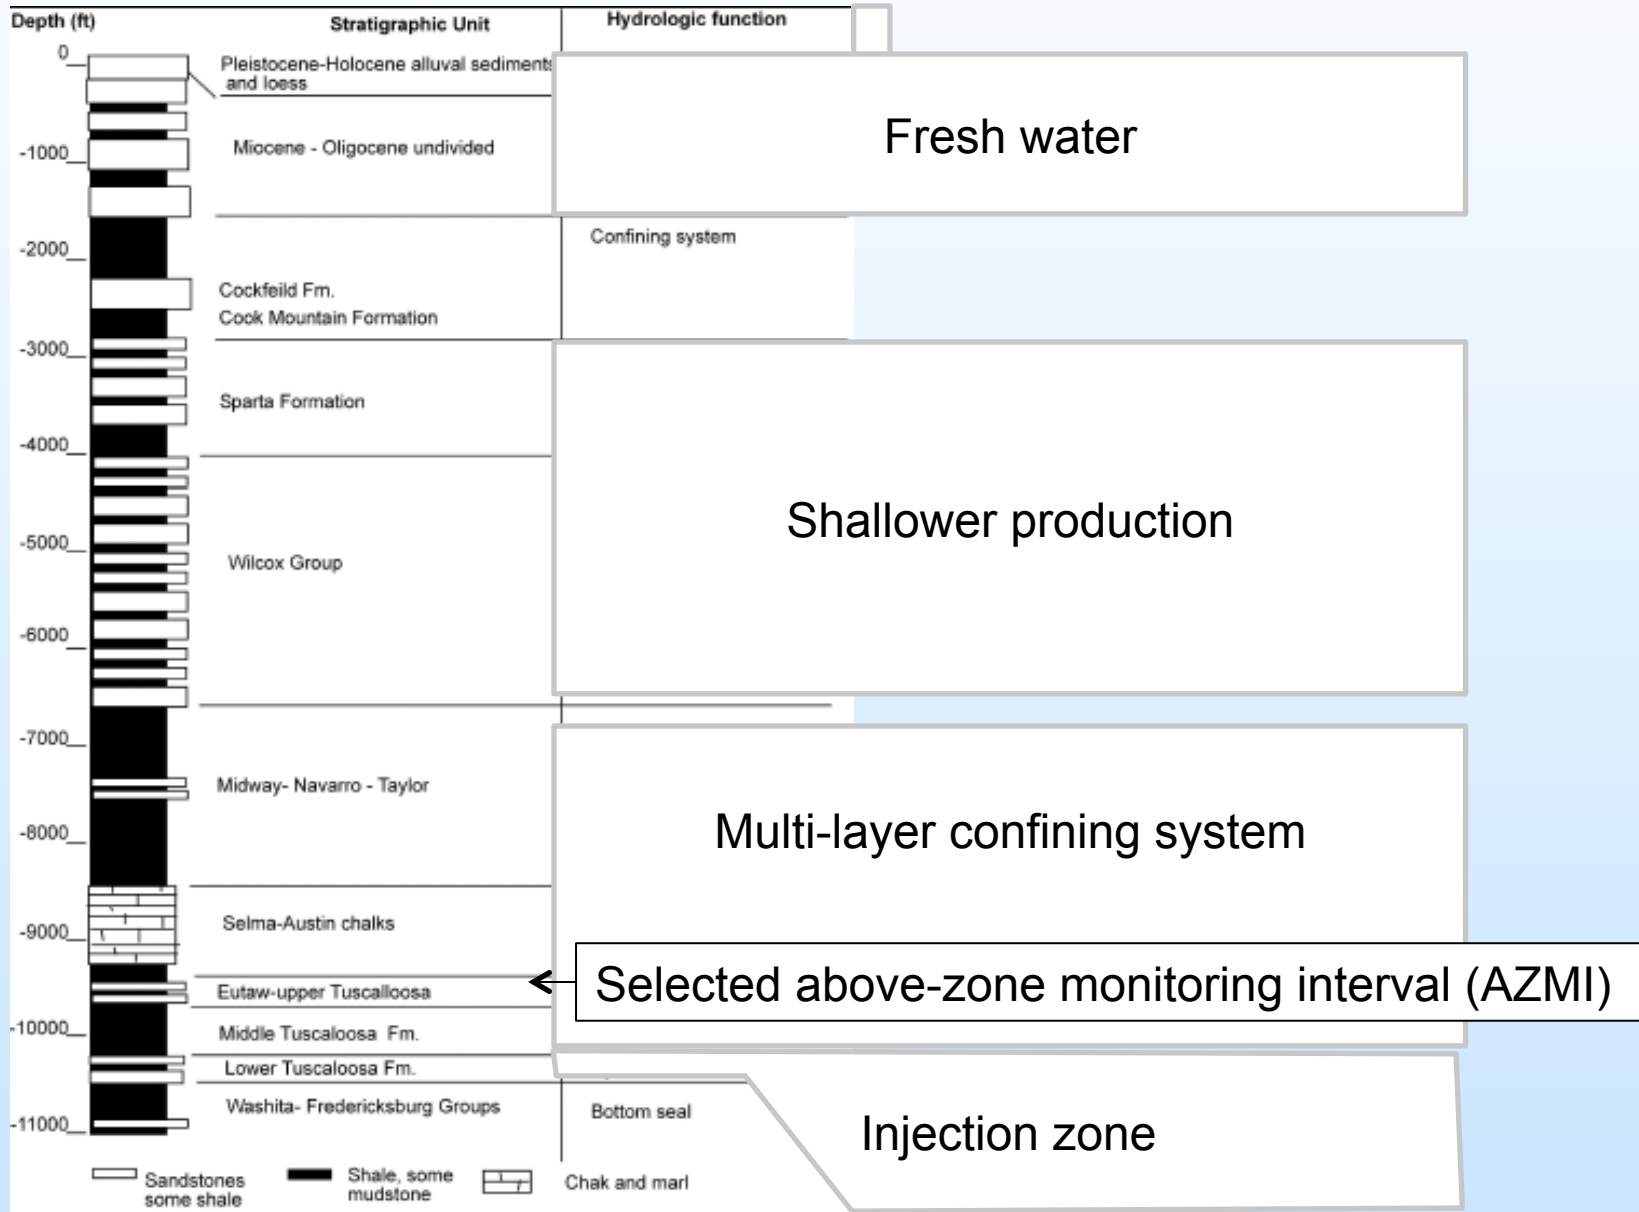 Depth (ft)
Stratigraphic Unit
Hydrologic function
0
Pleistocene-Holocene alluval sediments
and loess
Fresh water
-1000
Miocene - Oligocene undivided
-2000
Confining system
Cockfeild Fm.
Cook Mountain Formation
-3000
Sparta Formation
-4000
Shallower production
-5000
Wilcox Group
-6000
-7000
Midway- Navarro - Taylor
-8000
Multi-layer confining system
Selma-Austin chalks
-9000
Selected above-zone monitoring interval (AZMI)
Eutaw-upper Tuscalloosa
-10000
Middle Tuscaloosa Fm.
Lower Tuscaloosa Fm.
Washita- Fredericksburg Groups
Bottom seal
-11000
Injection zone
Sandstones
some shale
Shale, some
mudstone
Chak and marl